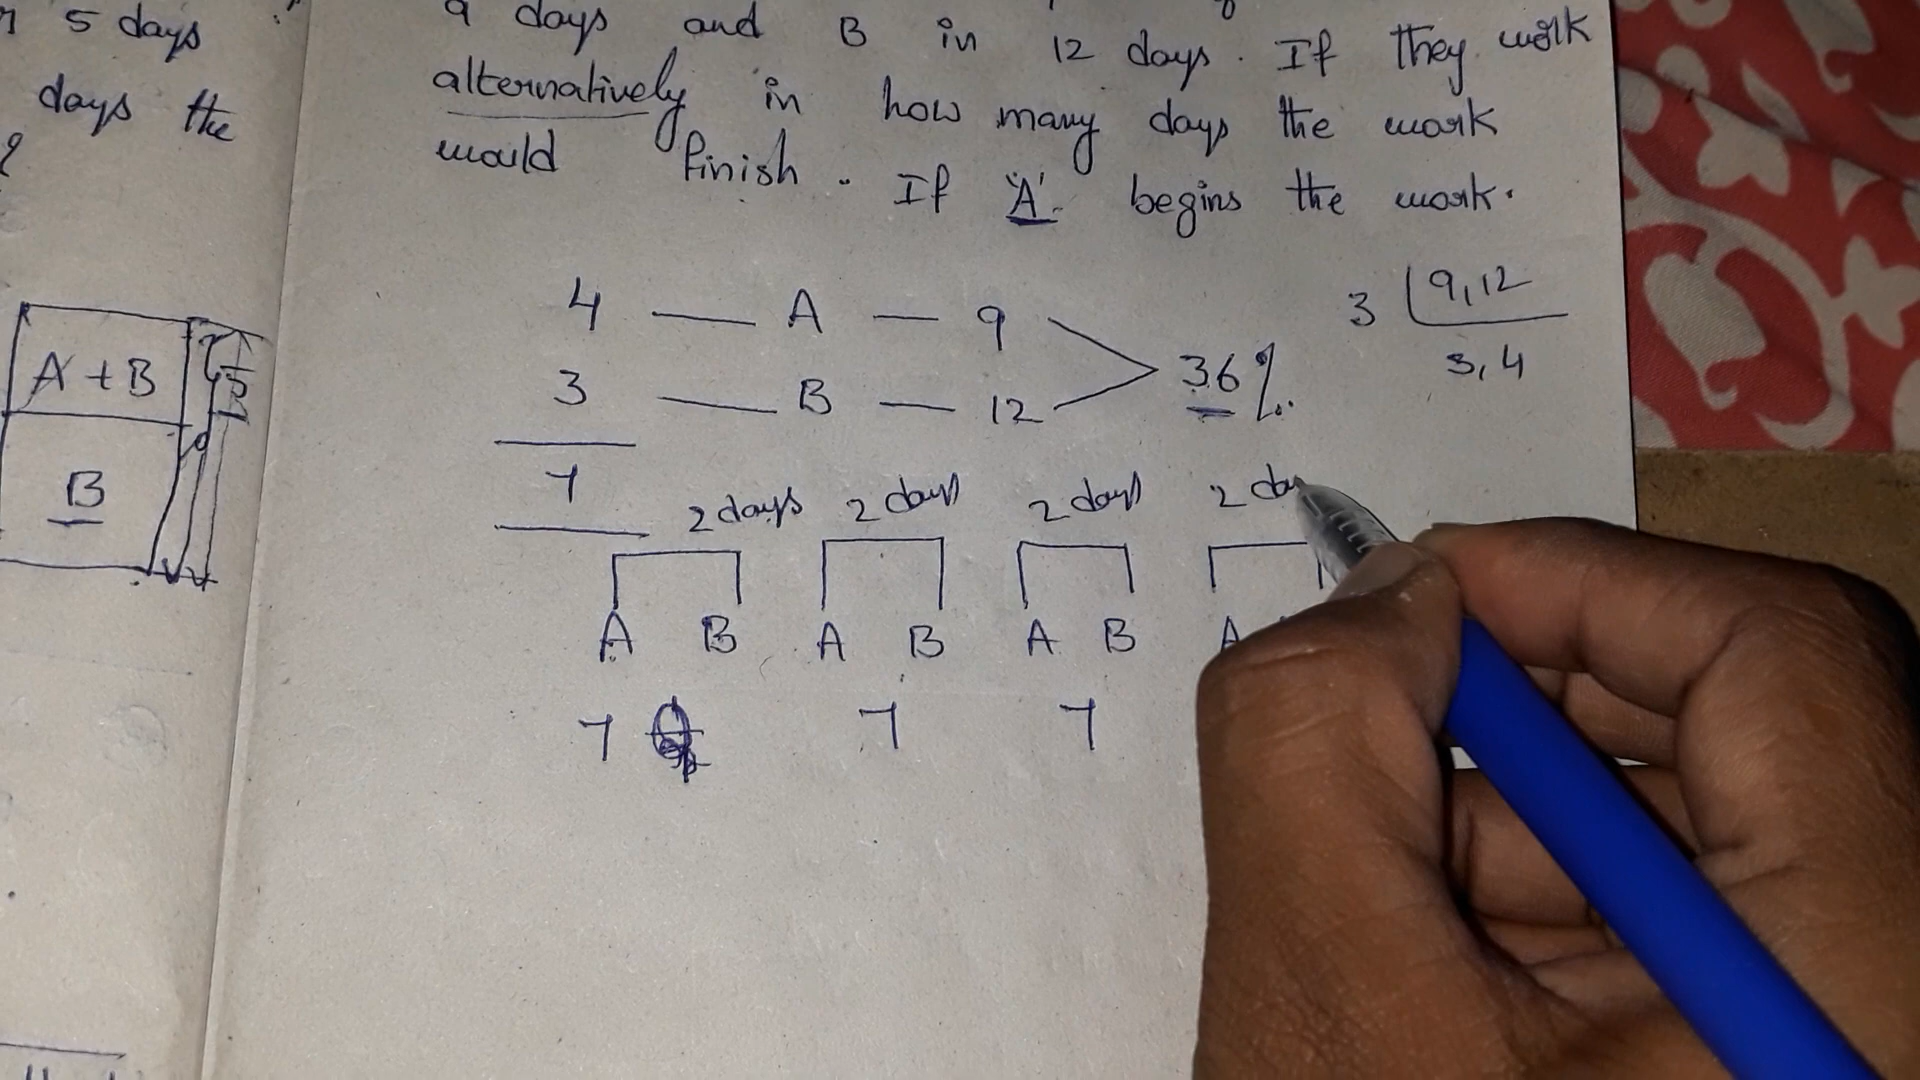 5 days
days the
?
9 days and B in 12 days. If they work
alternatively in how many days the work
would finish. If 'A' begins the work.
4 — A — 9
3 — B — 12
36 %
7
3 9,12
3, 4
A + B
B
2 days 2 days 2 days 2 day
A B A B A B A
7 7 7